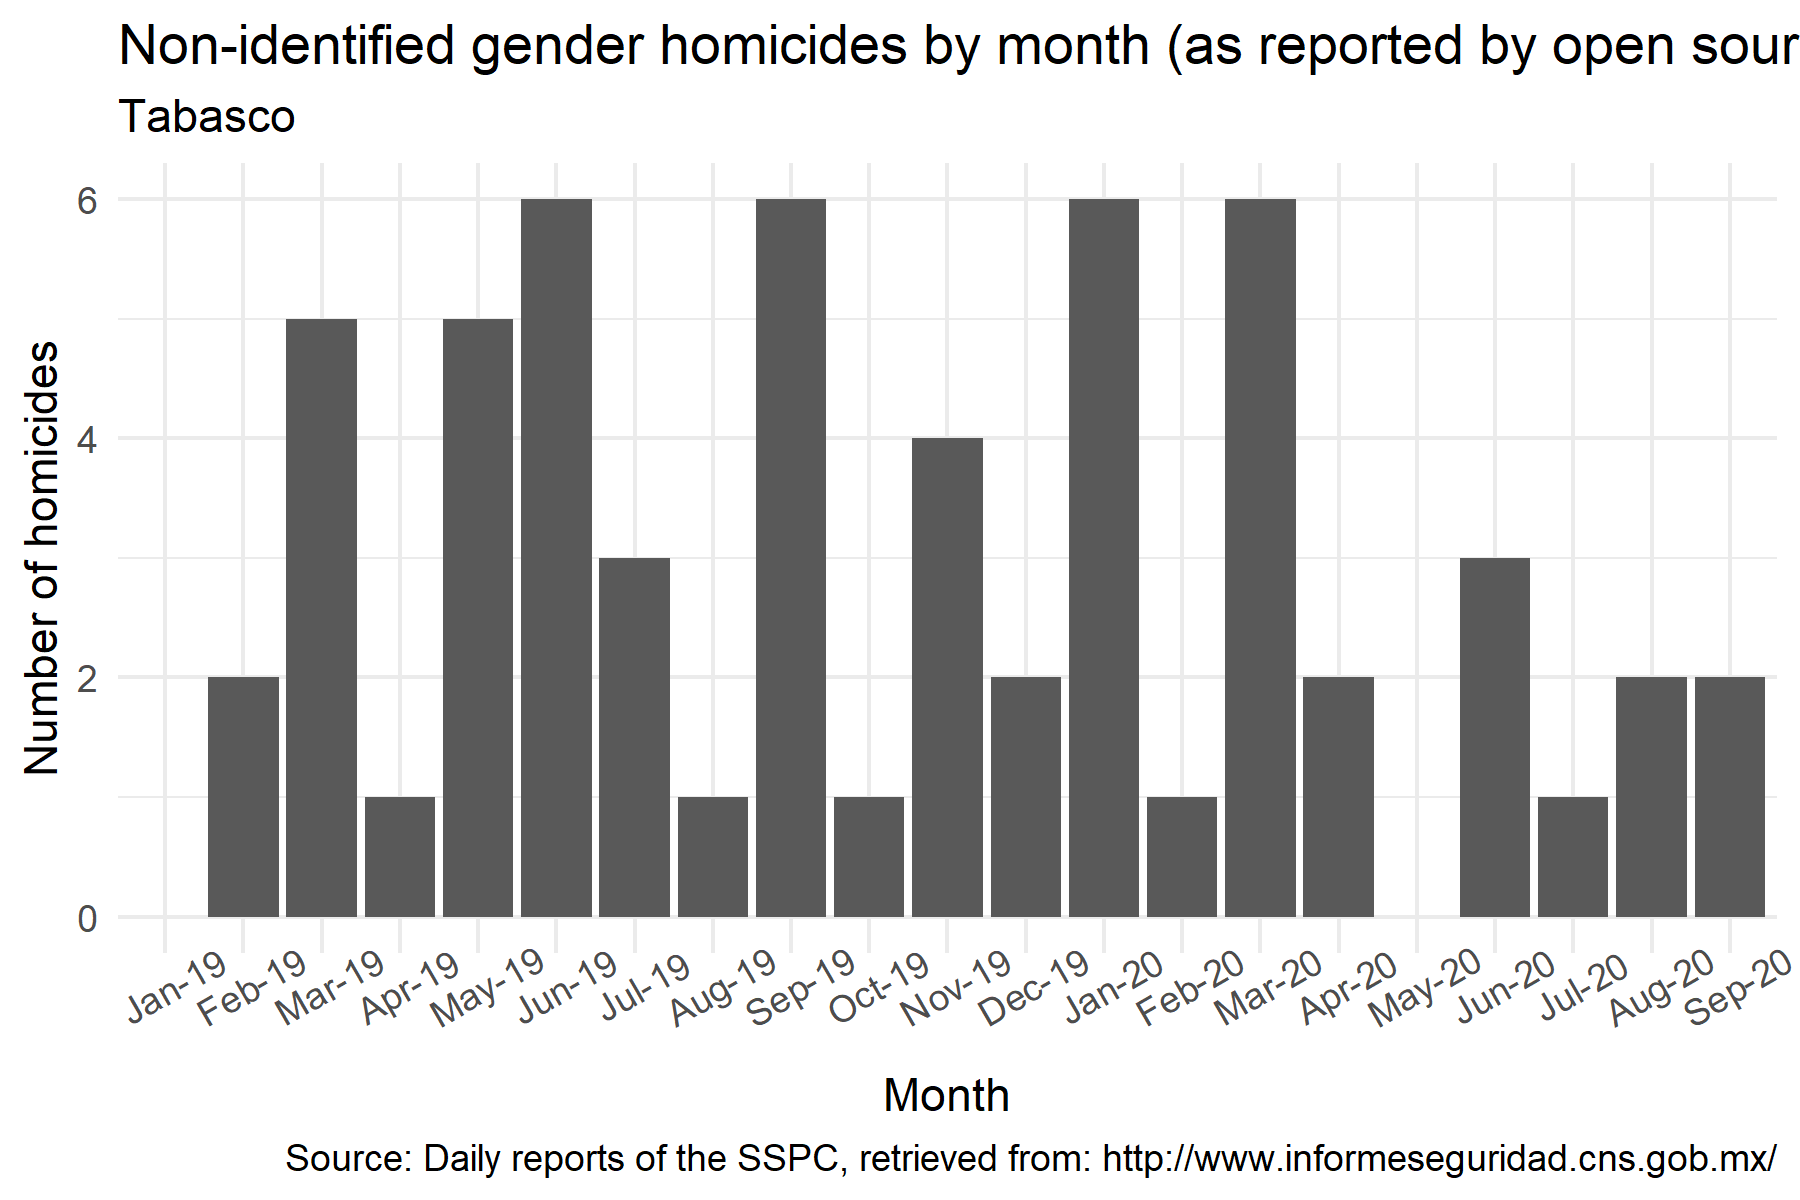 Non-identified gender homicides by month (as reported by open sour
Tabasco
Number of homicides
6
4
2
0
Jan-19 Feb-19 Mar-19 Apr-19 May-19 Jun-19 Jul-19 Aug-19 Sep-19 Oct-19 Nov-19 Dec-19 Jan-20 Feb-20 Mar-20 Apr-20 May-20 Jun-20 Jul-20 Aug-20 Sep-20
Month
Source: Daily reports of the SSPC, retrieved from: http://www.informeseguridad.cns.gob.mx/